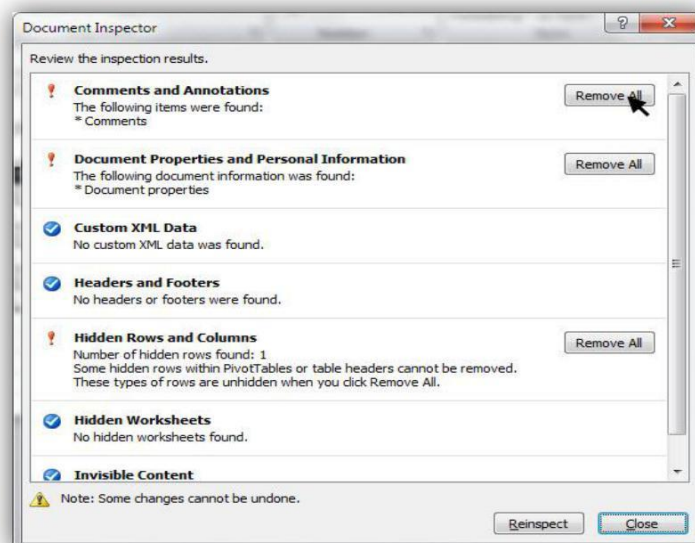 Document Inspector
Review the inspection results.
Comments and Annotations
Remove All
The following items were found:
* Comments
Document Properties and Personal Information
Remove All
The following document information was found:
* Document properties
Custom XML Data
No custom XML data was found.
Headers and Footers
No headers or footers were found.
Hidden Rows and Columns
Remove All
Number of hidden rows found: 1
Some hidden rows within PivotTables or table headers cannot be removed.
These types of rows are unhidden when you click Remove All.
Hidden Worksheets
No hidden worksheets found.
Invisible Content
Note: Some changes cannot be undone.
Reinspect
Close